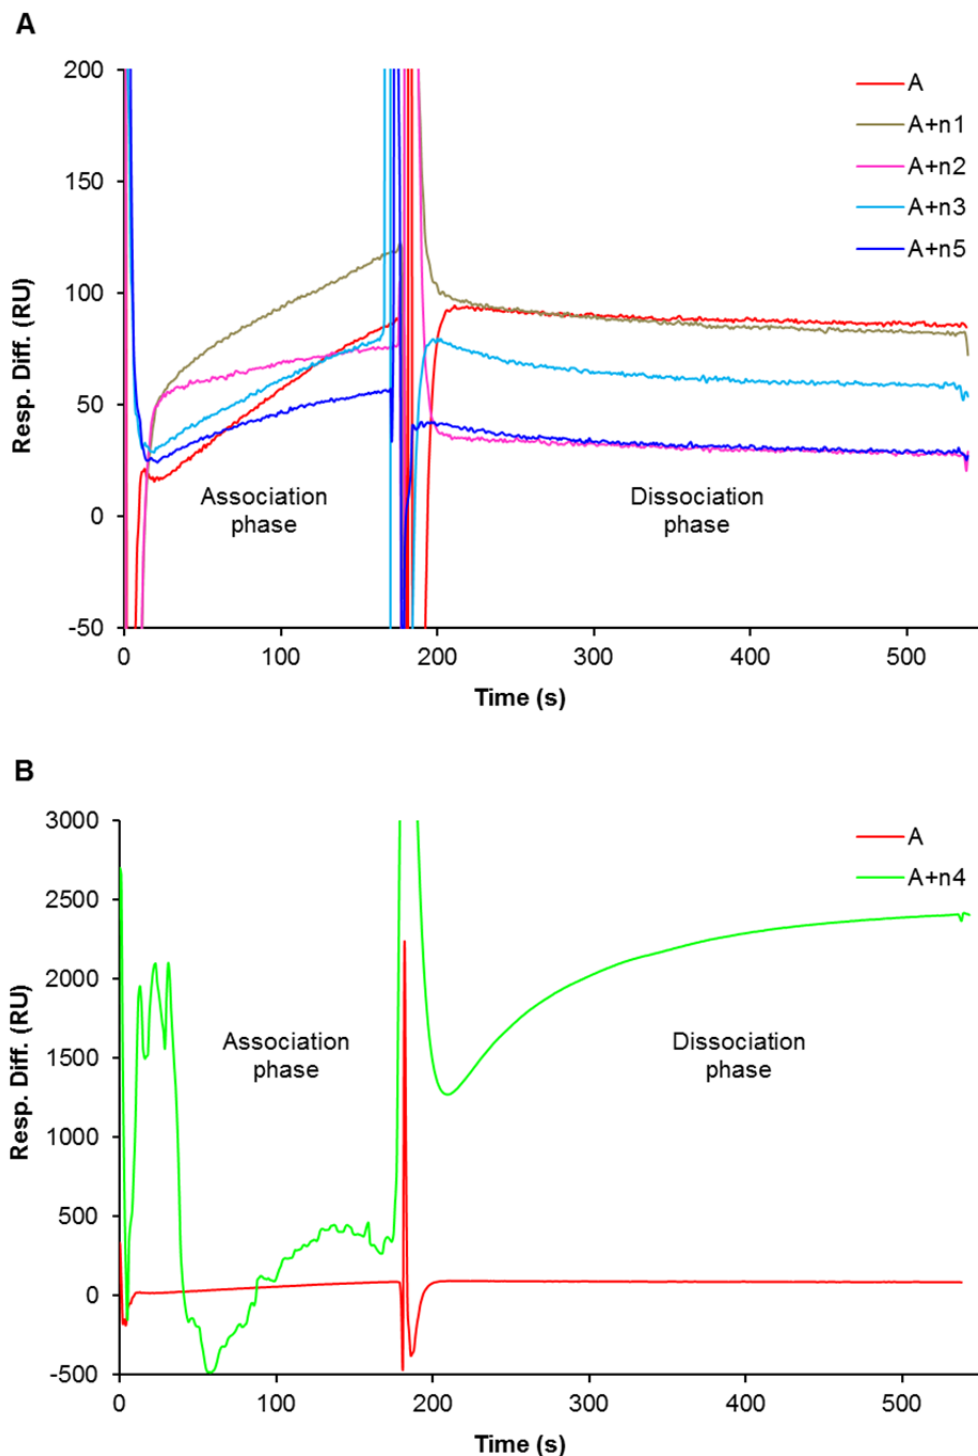 A
200
150
100
50
0
-50
Resp. Diff. (RU)
A
A+n1
A+n2
A+n3
A+n5
Association
phase
Dissociation
phase
0 100 200 300 400 500
Time (s)
B
3000
2500
2000
1500
1000
500
0
-500
Resp. Diff. (RU)
A
A+n4
Association
phase
Dissociation
phase
0 100 200 300 400 500
Time (s)